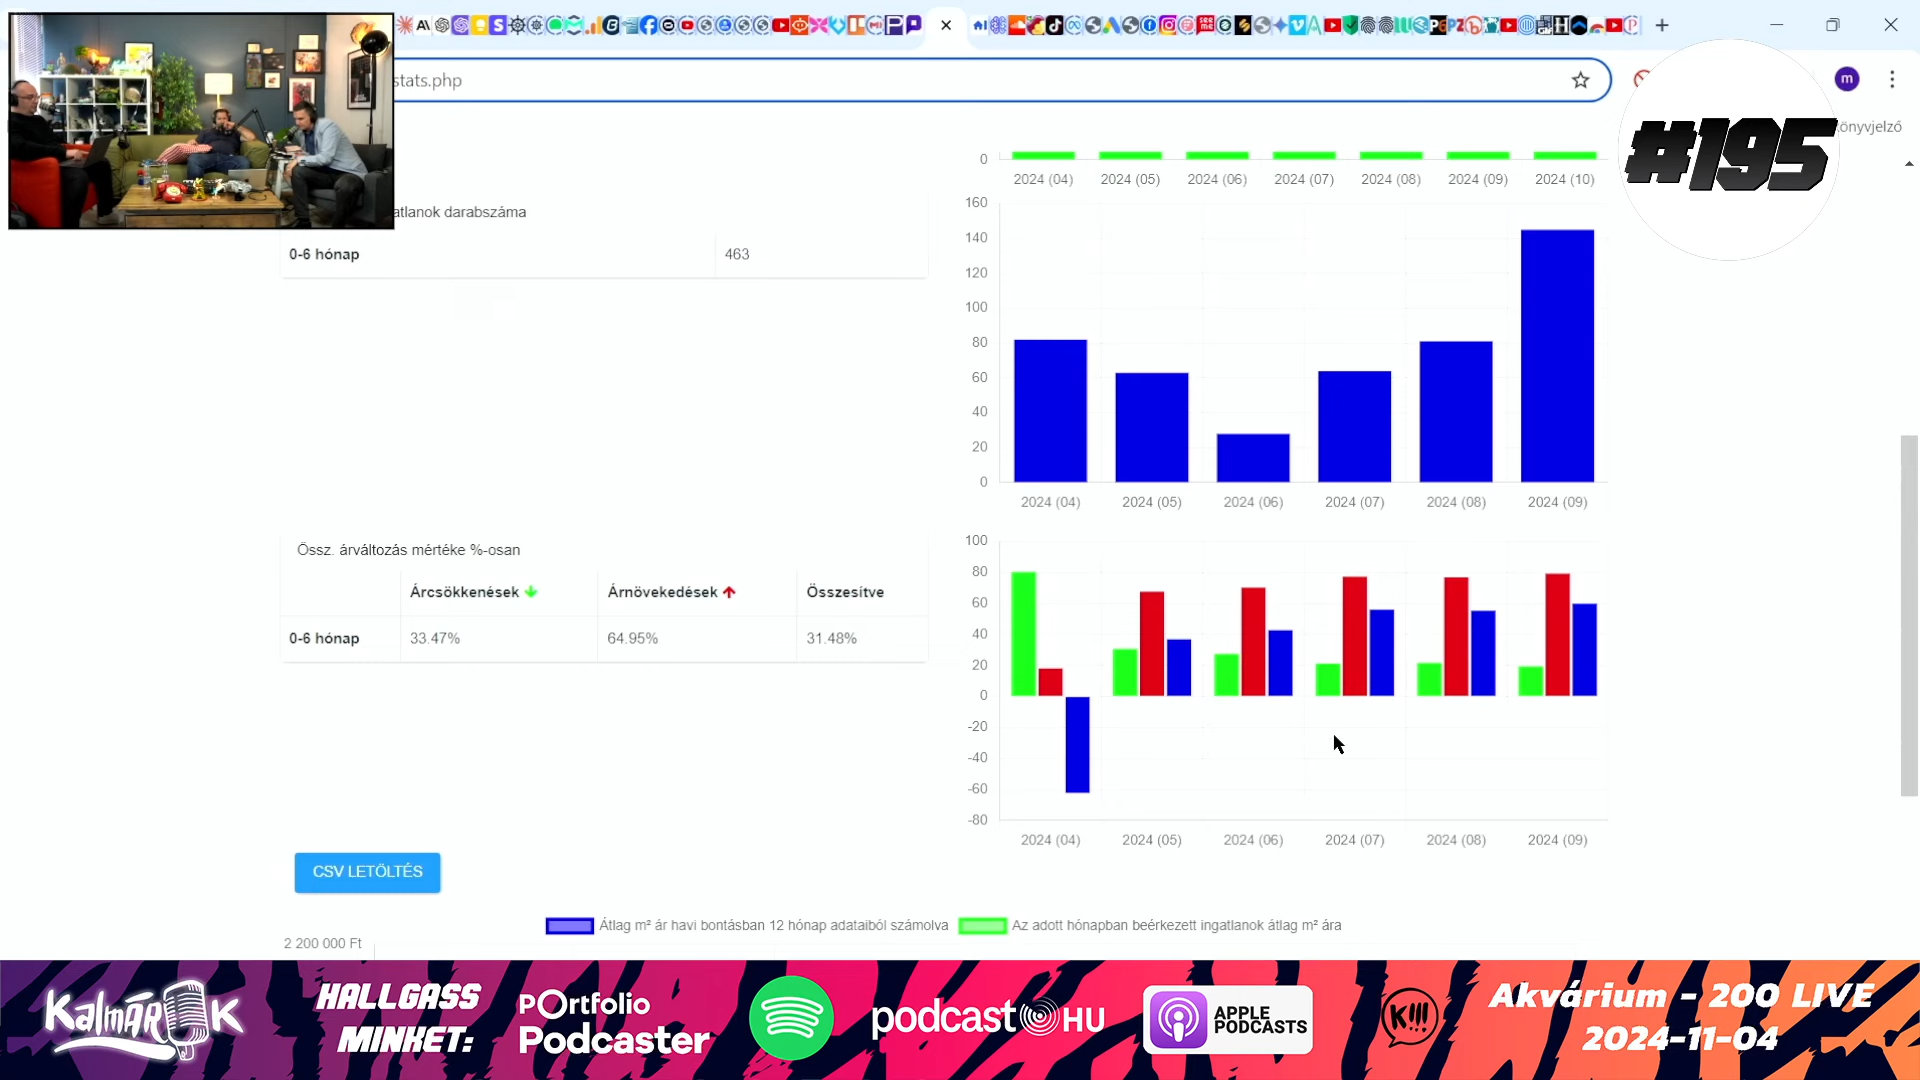 stats.php
m
önyvjelző
#195
atlanok darabszáma
0-6 hónap 463
0
2024 (04) 2024 (05) 2024 (06) 2024 (07) 2024 (08) 2024 (09) 2024 (10)
160
140
120
100
80
60
40
20
0
2024 (04) 2024 (05) 2024 (06) 2024 (07) 2024 (08) 2024 (09)
Össz. árváltozás mértéke %-osan
Árcsökkenések Árnövekedések Összesítve
0-6 hónap 33.47% 64.95% 31.48%
100
80
60
40
20
0
-20
-40
-60
-80
2024 (04) 2024 (05) 2024 (06) 2024 (07) 2024 (08) 2024 (09)
CSV LETÖLTÉS
Átlag m² ár havi bontásban 12 hónap adataiból számolva Az adott hónapban beérkezett ingatlanok átlag m² ára
2 200 000 Ft
KalmÁROK
HALLGASS
MINKET:
POrtfolio
Podcaster
podcast HU
APPLE
PODCASTS
K!!!
Akvárium - 200 LIVE
2024-11-04